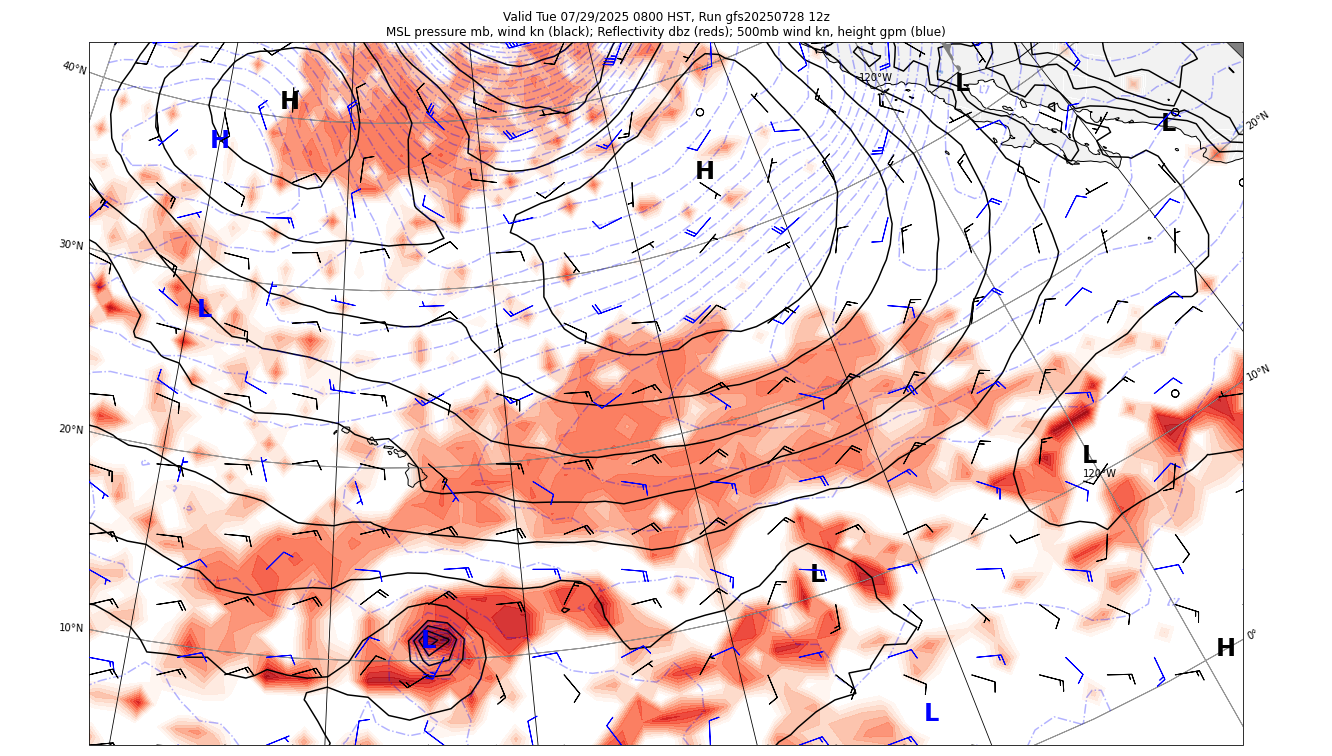 Valid Tue 07/29/2025 0800 HST, Run gfs20250728 12z
MSL pressure mb, wind kn (black); Reflectivity dbz (reds); 500mb wind kn, height gpm (blue)
40°N
120°W
L
20°N
H
H
L
H
30°N
L
10°N
20°N
L
120°W
L
10°N
L
0°
H
L